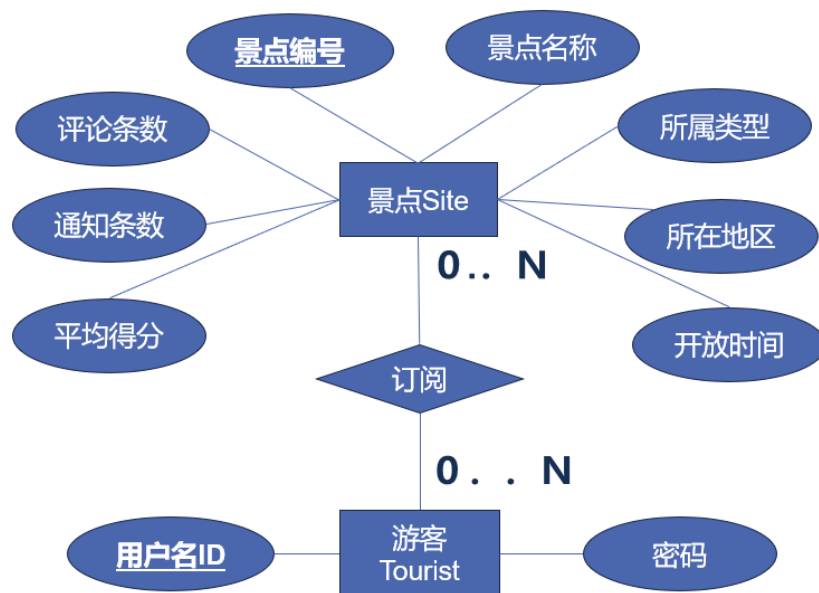 景点编号
景点名称
评论条数
所属类型
景点Site
通知条数
所在地区
0.. N
平均得分
开放时间
订阅
0 . . N
用户名ID
游客
Tourist
密码